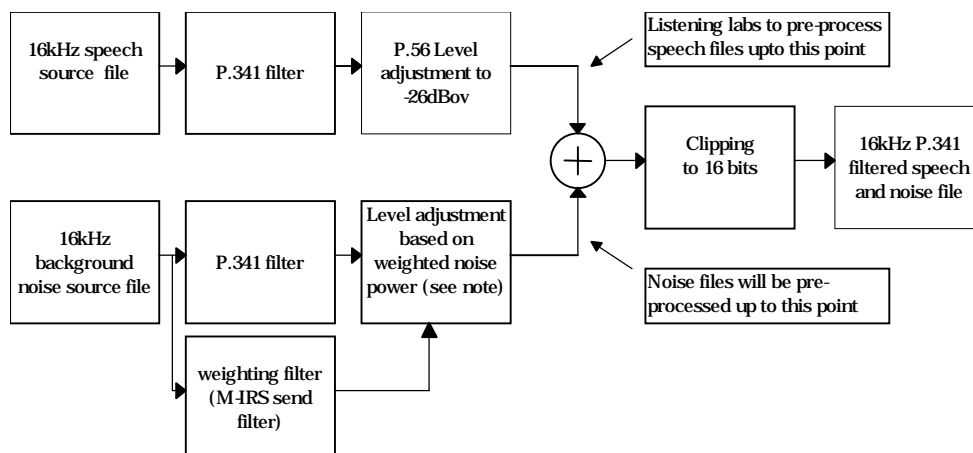 16kHz speech
source file
P.341 filter
P.56 Level
adjustment to
-26dBov
Listening labs to pre-process
speech files upto this point
Clipping
to 16 bits
16kHz P.341
filtered speech
and noise file
16kHz
background
noise source file
P.341 filter
Level adjustment
based on
weighted noise
power (see note)
Noise files will be pre-
processed up to this point
weighting filter
(M-IRS send
filter)